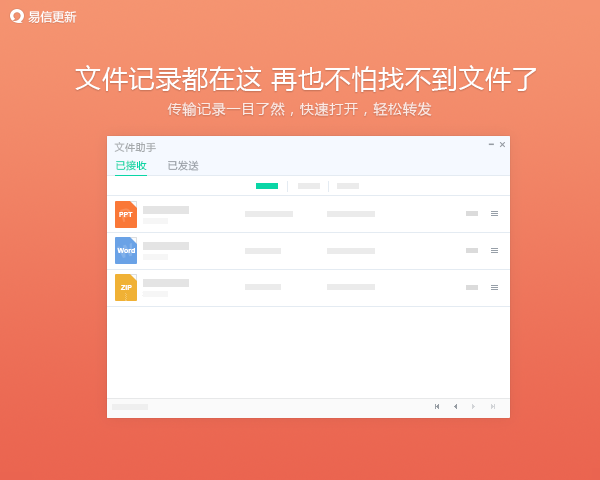 易信更新
文件记录都在这 再也不怕找不到文件了
传输记录一目了然，快速打开，轻松转发
文件助手
已接收 已发送
PPT
Word
ZIP